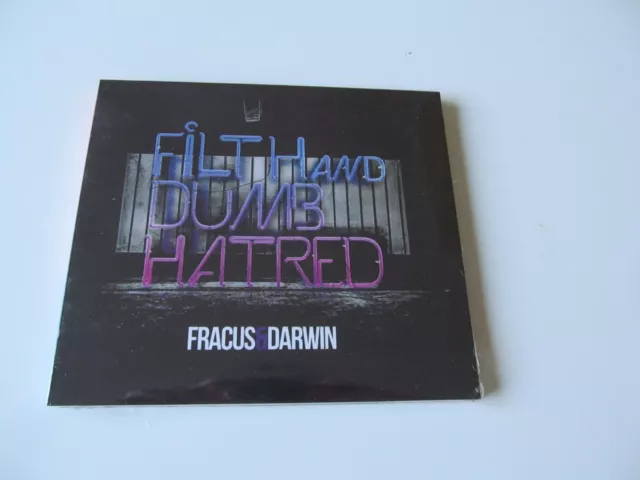 FiLTH AND
DUMB
HATRED
FRACUS&DARWIN